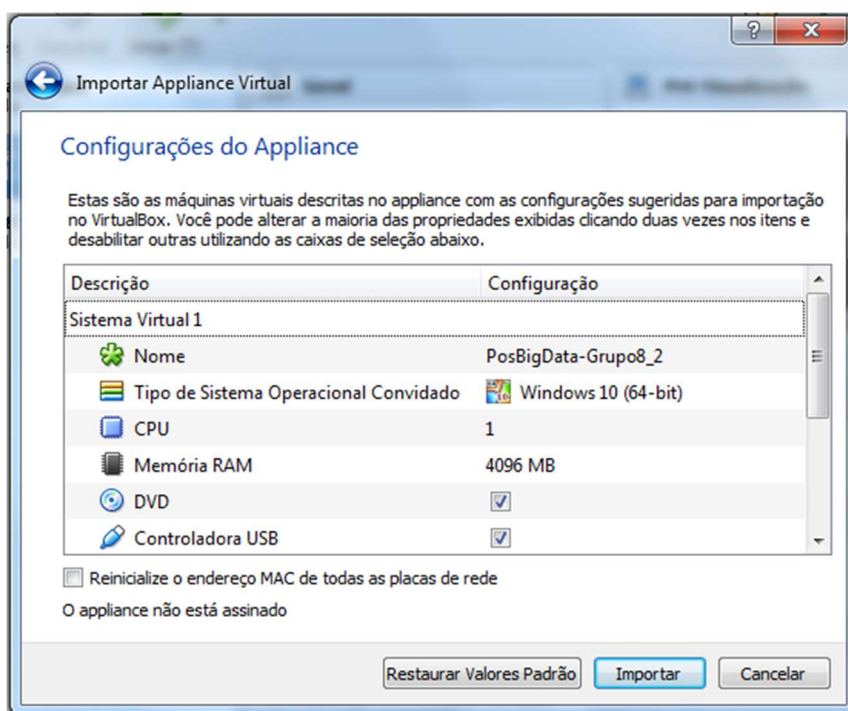 Importar Appliance Virtual
Configurações do Appliance
Estas são as máquinas virtuais descritas no appliance com as configurações sugeridas para importação
no VirtualBox. Você pode alterar a maioria das propriedades exibidas clicando duas vezes nos itens e
desabilitar outras utilizando as caixas de seleção abaixo.
Descrição Configuração
Sistema Virtual 1
Nome PosBigData-Grupo8_2
Tipo de Sistema Operacional Convidado Windows 10 (64-bit)
CPU 1
Memória RAM 4096 MB
DVD
Controladora USB
Reinicialize o endereço MAC de todas as placas de rede
O appliance não está assinado
Restaurar Valores Padrão Importar Cancelar